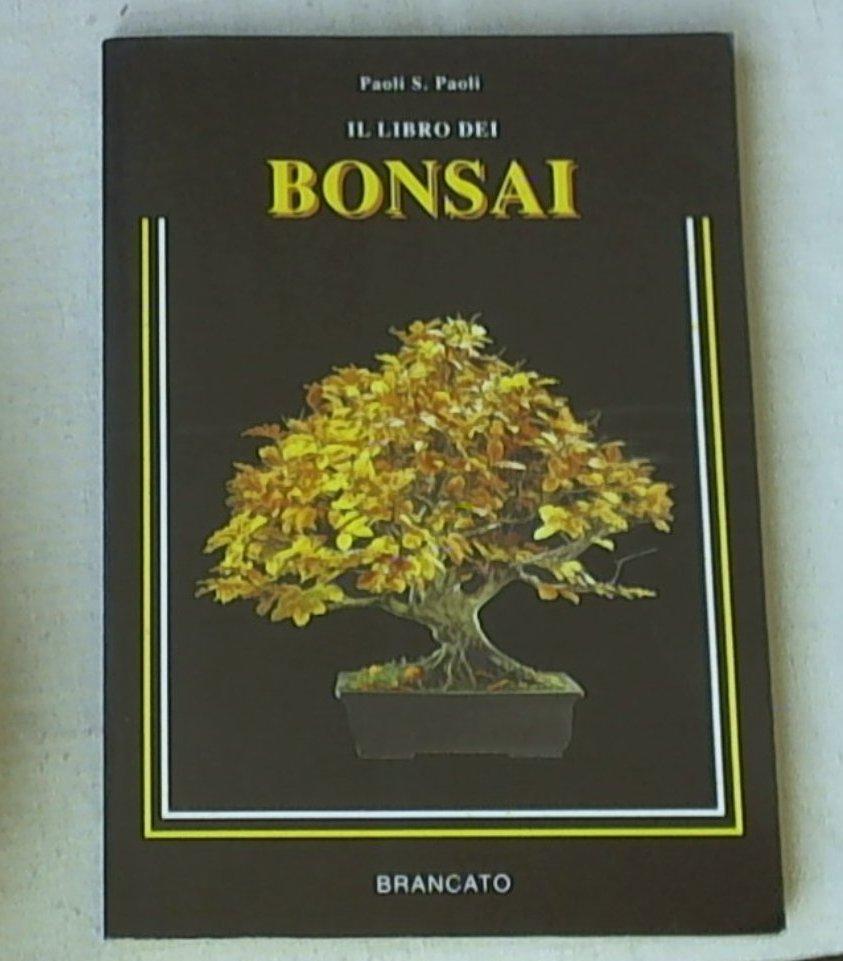 Paoli S. Paoli
IL LIBRO DEI
BONSAI
BRANCATO